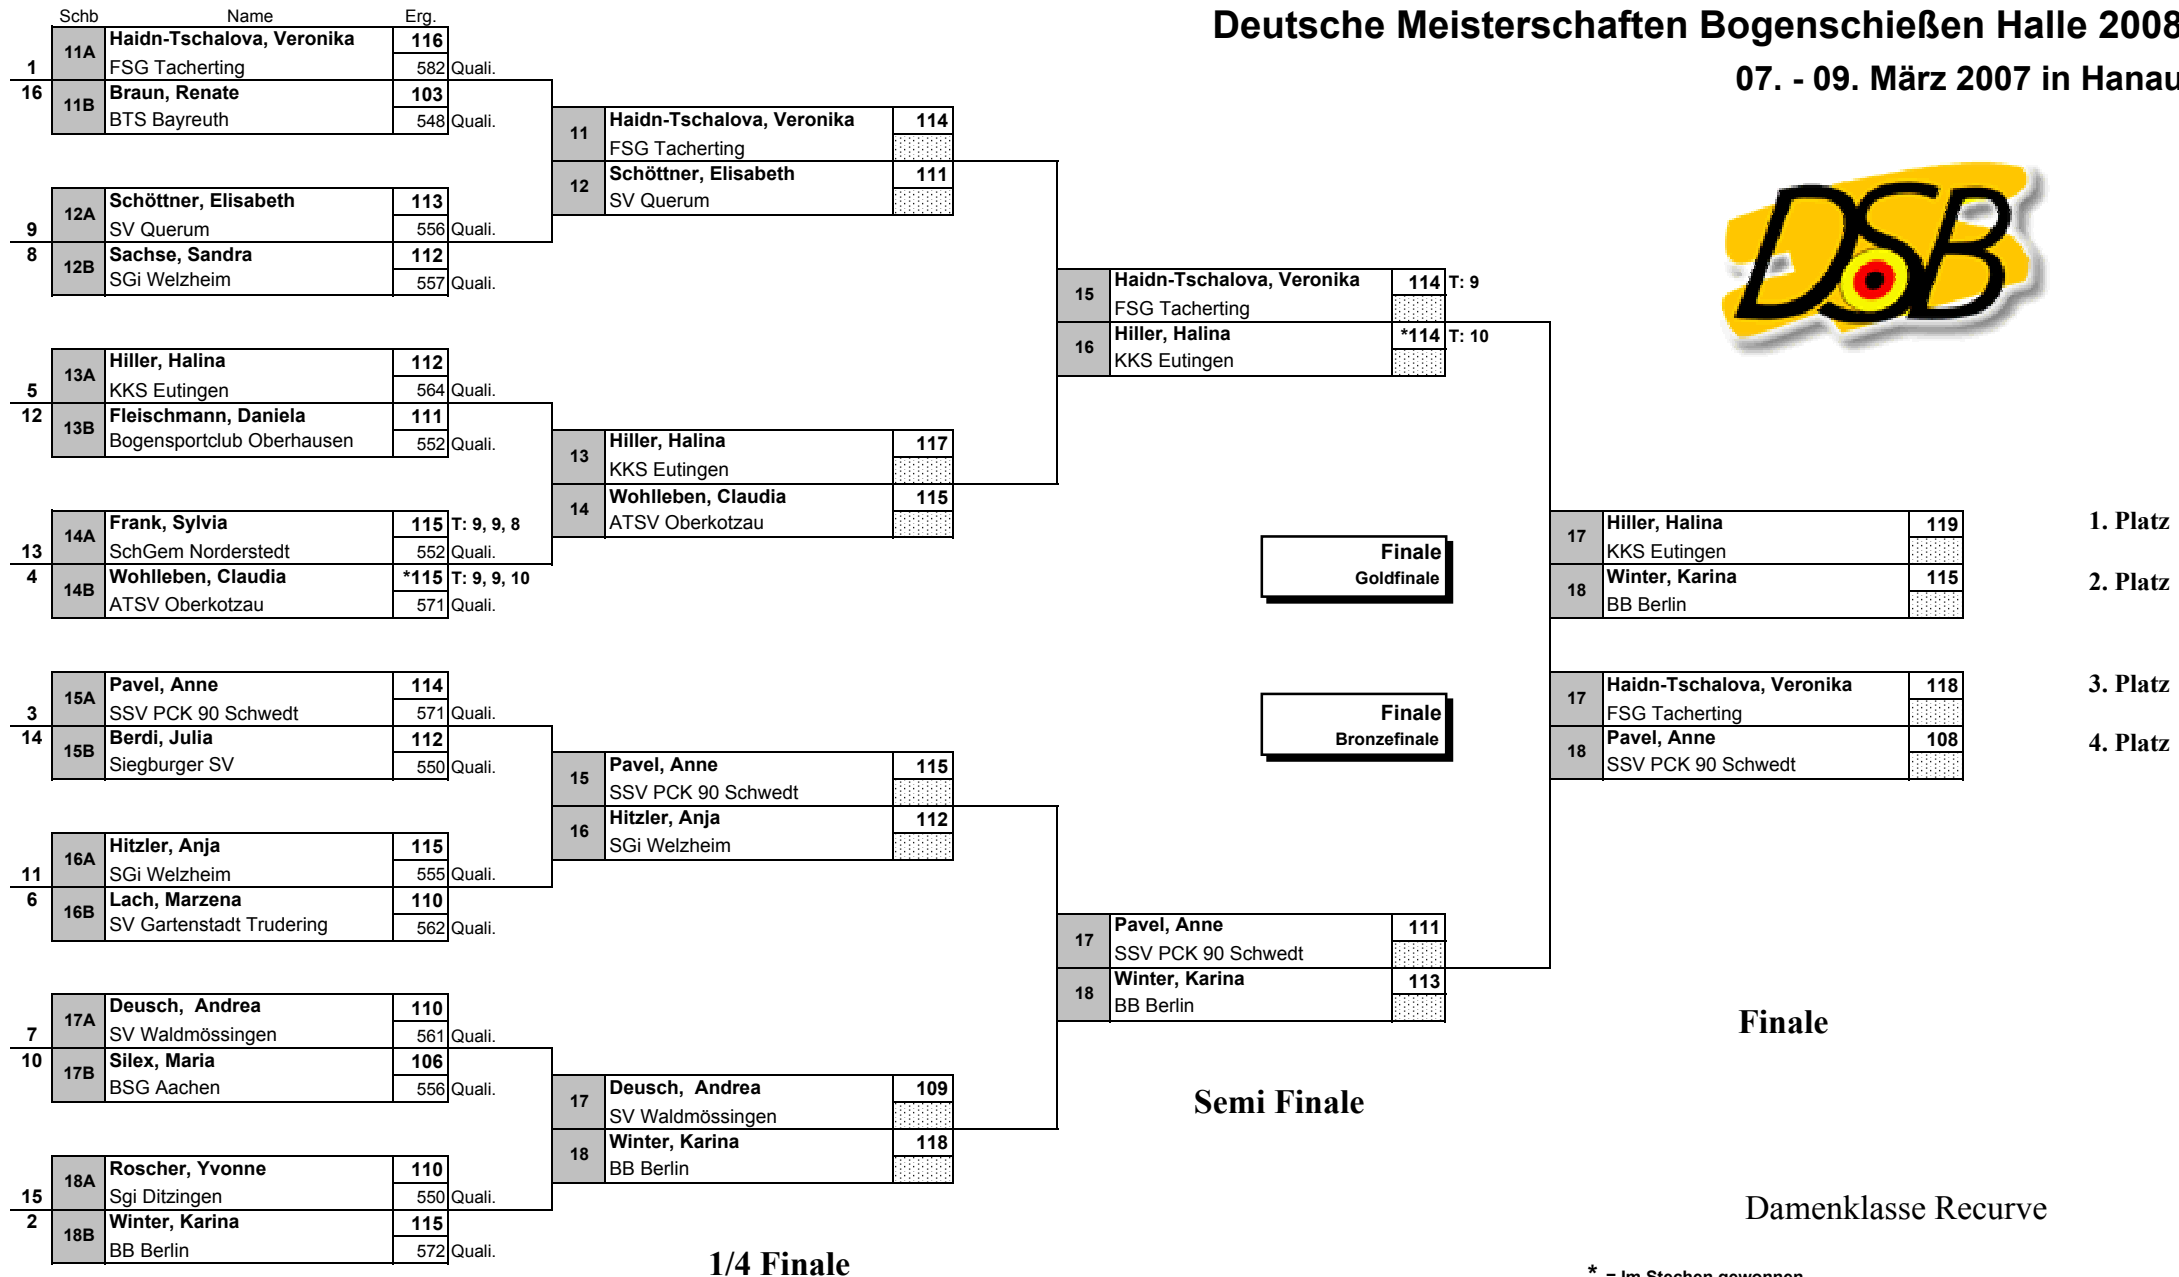 Deutsche Meisterschaften Bogenschießen Halle 2008
07. - 09. März 2007 in Hanau
DSB
Schb Name Erg.
11A Haidn-Tschalova, Veronika 116
1 FSG Tacherting 582 Quali.
16 11B Braun, Renate 103
BTS Bayreuth 548 Quali.
12A Schöttner, Elisabeth 113
9 SV Querum 556 Quali.
8 12B Sachse, Sandra 112
SGi Welzheim 557 Quali.
13A Hiller, Halina 112
5 KKS Eutingen 564 Quali.
12 13B Fleischmann, Daniela 111
Bogensportclub Oberhausen 552 Quali.
14A Frank, Sylvia 115 T: 9, 9, 8
13 SchGem Norderstedt 552 Quali.
4 14B Wohlleben, Claudia *115 T: 9, 9, 10
ATSV Oberkotzau 571 Quali.
15A Pavel, Anne 114
3 SSV PCK 90 Schwedt 571 Quali.
14 15B Berdi, Julia 112
Siegburger SV 550 Quali.
16A Hitzler, Anja 115
11 SGi Welzheim 555 Quali.
6 16B Lach, Marzena 110
SV Gartenstadt Trudering 562 Quali.
17A Deusch, Andrea 110
7 SV Waldmössingen 561 Quali.
10 17B Silex, Maria 106
BSG Aachen 556 Quali.
18A Roscher, Yvonne 110
15 Sgi Ditzingen 550 Quali.
2 18B Winter, Karina 115
BB Berlin 572 Quali.
11 Haidn-Tschalova, Veronika 114
FSG Tacherting
12 Schöttner, Elisabeth 111
SV Querum
13 Hiller, Halina 117
KKS Eutingen
14 Wohlleben, Claudia 115
ATSV Oberkotzau
15 Pavel, Anne 115
SSV PCK 90 Schwedt
16 Hitzler, Anja 112
SGi Welzheim
17 Deusch, Andrea 109
SV Waldmössingen
18 Winter, Karina 118
BB Berlin
1/4 Finale
15 Haidn-Tschalova, Veronika 114 T: 9
FSG Tacherting
16 Hiller, Halina *114 T: 10
KKS Eutingen
17 Pavel, Anne 111
SSV PCK 90 Schwedt
18 Winter, Karina 113
BB Berlin
Semi Finale
Finale
Goldfinale
17 Hiller, Halina 119 1. Platz
KKS Eutingen
18 Winter, Karina 115 2. Platz
BB Berlin
Finale
Bronzefinale
17 Haidn-Tschalova, Veronika 118 3. Platz
FSG Tacherting
18 Pavel, Anne 108 4. Platz
SSV PCK 90 Schwedt
Finale
Damenklasse Recurve
* = Im Stechen gewonnen